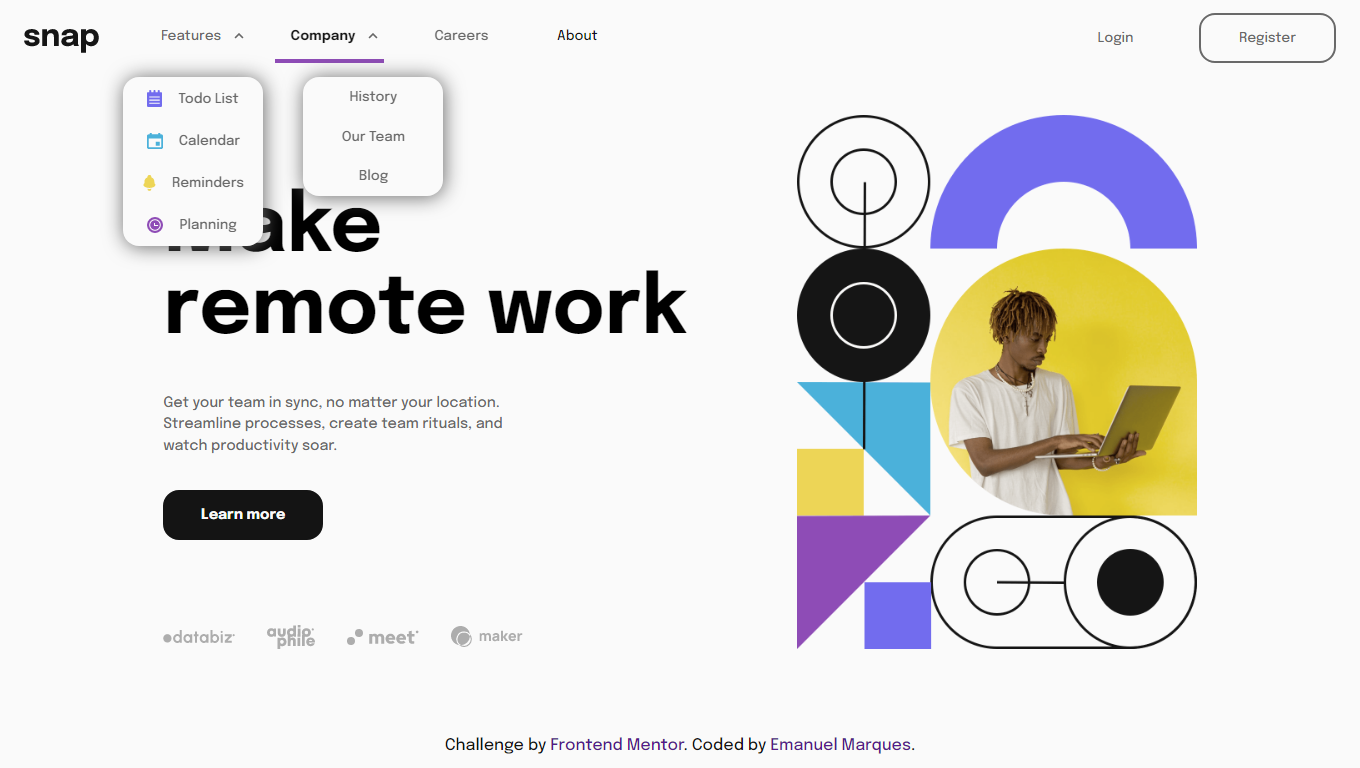 snap
Features
Company
Careers
About
Login
Register
Todo List
Calendar
Reminders
Planning
History
Our Team
Blog
Make
remote work
Get your team in sync, no matter your location.
Streamline processes, create team rituals, and
watch productivity soar.
Learn more
databiz
audiophile
meet
maker
Challenge by Frontend Mentor. Coded by Emanuel Marques.